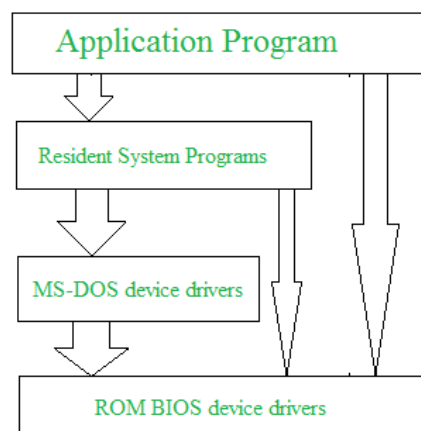 Application Program
Resident System Programs
MS-DOS device drivers
ROM BIOS device drivers